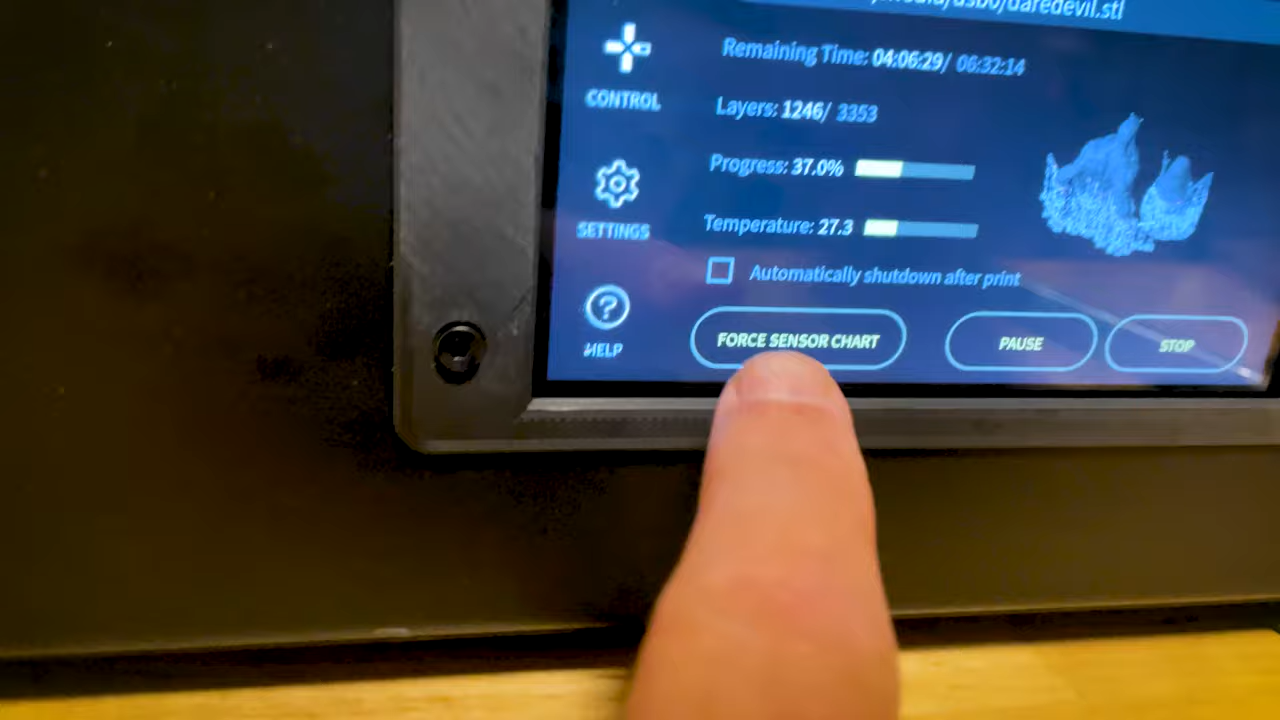 daredevil.stl
Remaining Time: 04:06:29/ 06:32:14
CONTROL
Layers: 1246/ 3353
Progress: 37.0%
SETTINGS
Temperature: 27.3
Automatically shutdown after print
HELP
FORCE SENSOR CHART
PAUSE
STOP